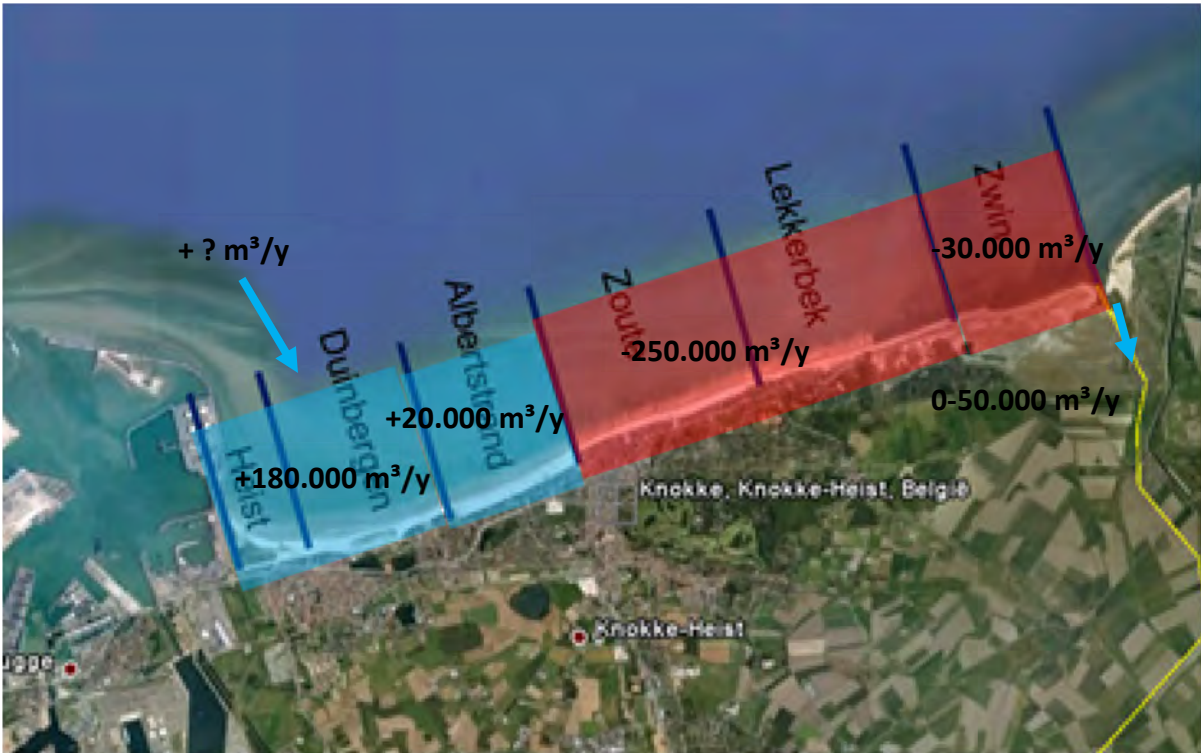 + ? m³/y
Heist
Duinbergen
Albertstrand
Zoute
Lekkerbek
Zwin
+180.000 m³/y
+20.000 m³/y
-250.000 m³/y
-30.000 m³/y
0-50.000 m³/y
Knokke, Knokke-Heist, België
Knokke-Heist
ugge